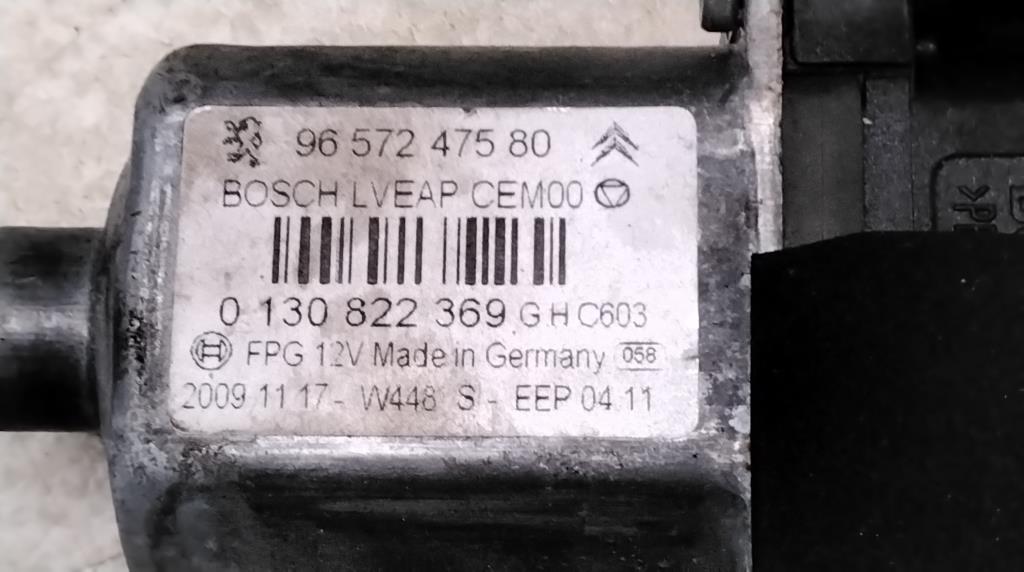 96 572 475 80
BOSCH LVEAP CEM00
0 130 822 369 G.H C603
FPG 12V Made in Germany 058
2009 11 17- W448 S - EEP 04.11